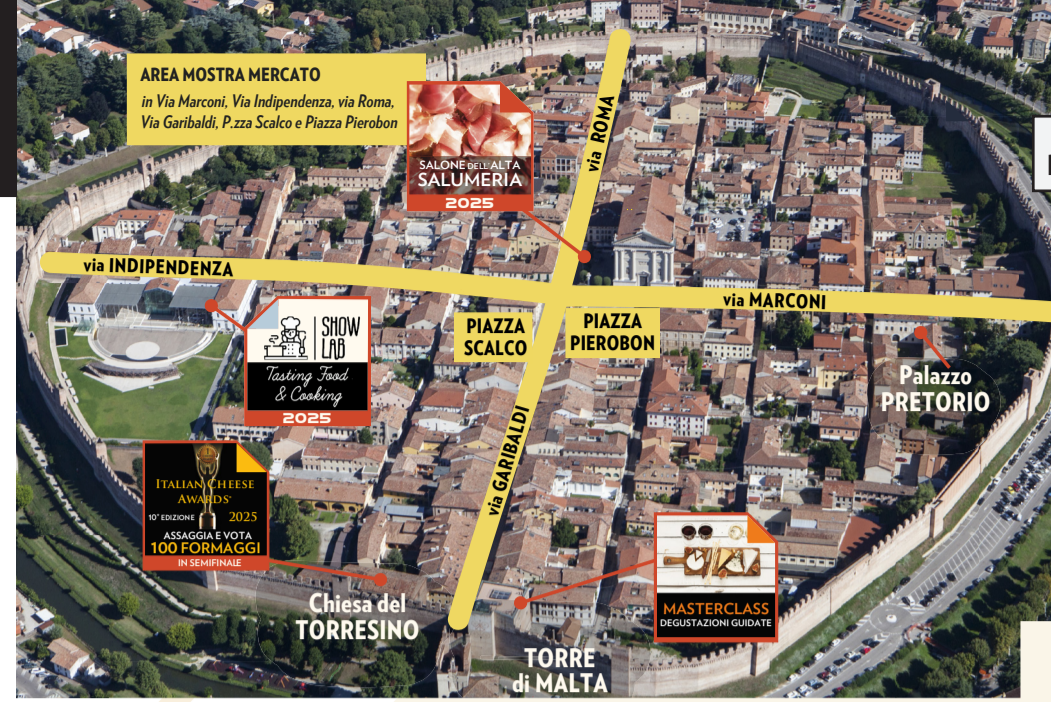 AREA MOSTRA MERCATO
in Via Marconi, Via Indipendenza, via Roma,
Via Garibaldi, P.zza Scalco e Piazza Pierobon
SALONE DELL'ALTA
SALUMERIA
2025
via ROMA
via INDIPENDENZA
via MARCONI
PIAZZA
SCALCO
PIAZZA
PIEROBON
SHOW
LAB
Tasting Food
& Cooking
2025
Palazzo
PRETORIO
via GARIBALDI
ITALIAN CHEESE
AWARDS
10° EDIZIONE 2025
ASSAGGIA E VOTA
100 FORMAGGI
IN SEMIFINALE
Chiesa del
TORRESINO
MASTERCLASS
DEGUSTAZIONI GUIDATE
TORRE
di MALTA